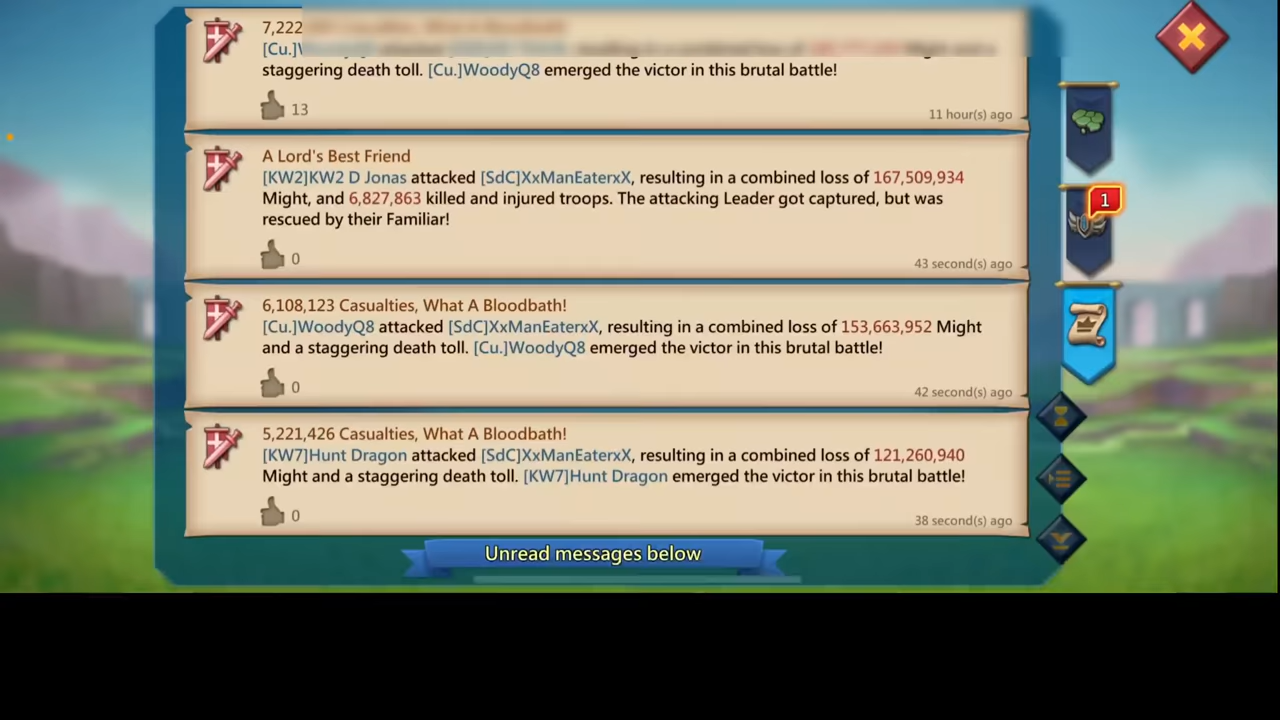 7,222
[Cu.]
staggering death toll. [Cu.]WoodyQ8 emerged the victor in this brutal battle!
13
11 hour(s) ago
A Lord's Best Friend
[KW2]KW2 D Jonas attacked [SdC]XxManEaterxX, resulting in a combined loss of 167,509,934
Might, and 6,827,863 killed and injured troops. The attacking Leader got captured, but was
rescued by their Familiar!
0
43 second(s) ago
1
6,108,123 Casualties, What A Bloodbath!
[Cu.]WoodyQ8 attacked [SdC]XxManEaterxX, resulting in a combined loss of 153,663,952 Might
and a staggering death toll. [Cu.]WoodyQ8 emerged the victor in this brutal battle!
0
42 second(s) ago
5,221,426 Casualties, What A Bloodbath!
[KW7]Hunt Dragon attacked [SdC]XxManEaterxX, resulting in a combined loss of 121,260,940
Might and a staggering death toll. [KW7]Hunt Dragon emerged the victor in this brutal battle!
0
38 second(s) ago
Unread messages below